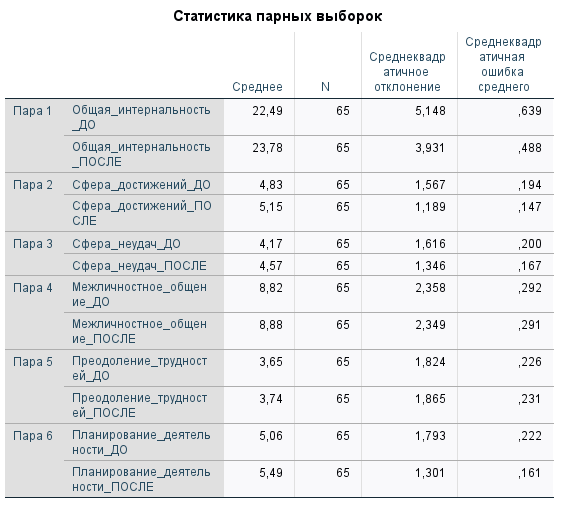 Статистика парных выборок
Среднее N Среднеквадр
атичное
отклонение Среднеквадр
атичная
ошибка
среднего
Пара 1 Общая_интернальность
_ДО 22,49 65 5,148 ,639
Общая_интернальность
_ПОСЛЕ 23,78 65 3,931 ,488
Пара 2 Сфера_достижений_ДО 4,83 65 1,567 ,194
Сфера_достижений_ПО
СЛЕ 5,15 65 1,189 ,147
Пара 3 Сфера_неудач_ДО 4,17 65 1,616 ,200
Сфера_неудач_ПОСЛЕ 4,57 65 1,346 ,167
Пара 4 Межличностное_общен
ие_ДО 8,82 65 2,358 ,292
Межличностное_общен
ие_ПОСЛЕ 8,88 65 2,349 ,291
Пара 5 Преодоление_трудност
ей_ДО 3,65 65 1,824 ,226
Преодоление_трудност
ей_ПОСЛЕ 3,74 65 1,865 ,231
Пара 6 Планирование_деятель
ности_ДО 5,06 65 1,793 ,222
Планирование_деятель
ности_ПОСЛЕ 5,49 65 1,301 ,161